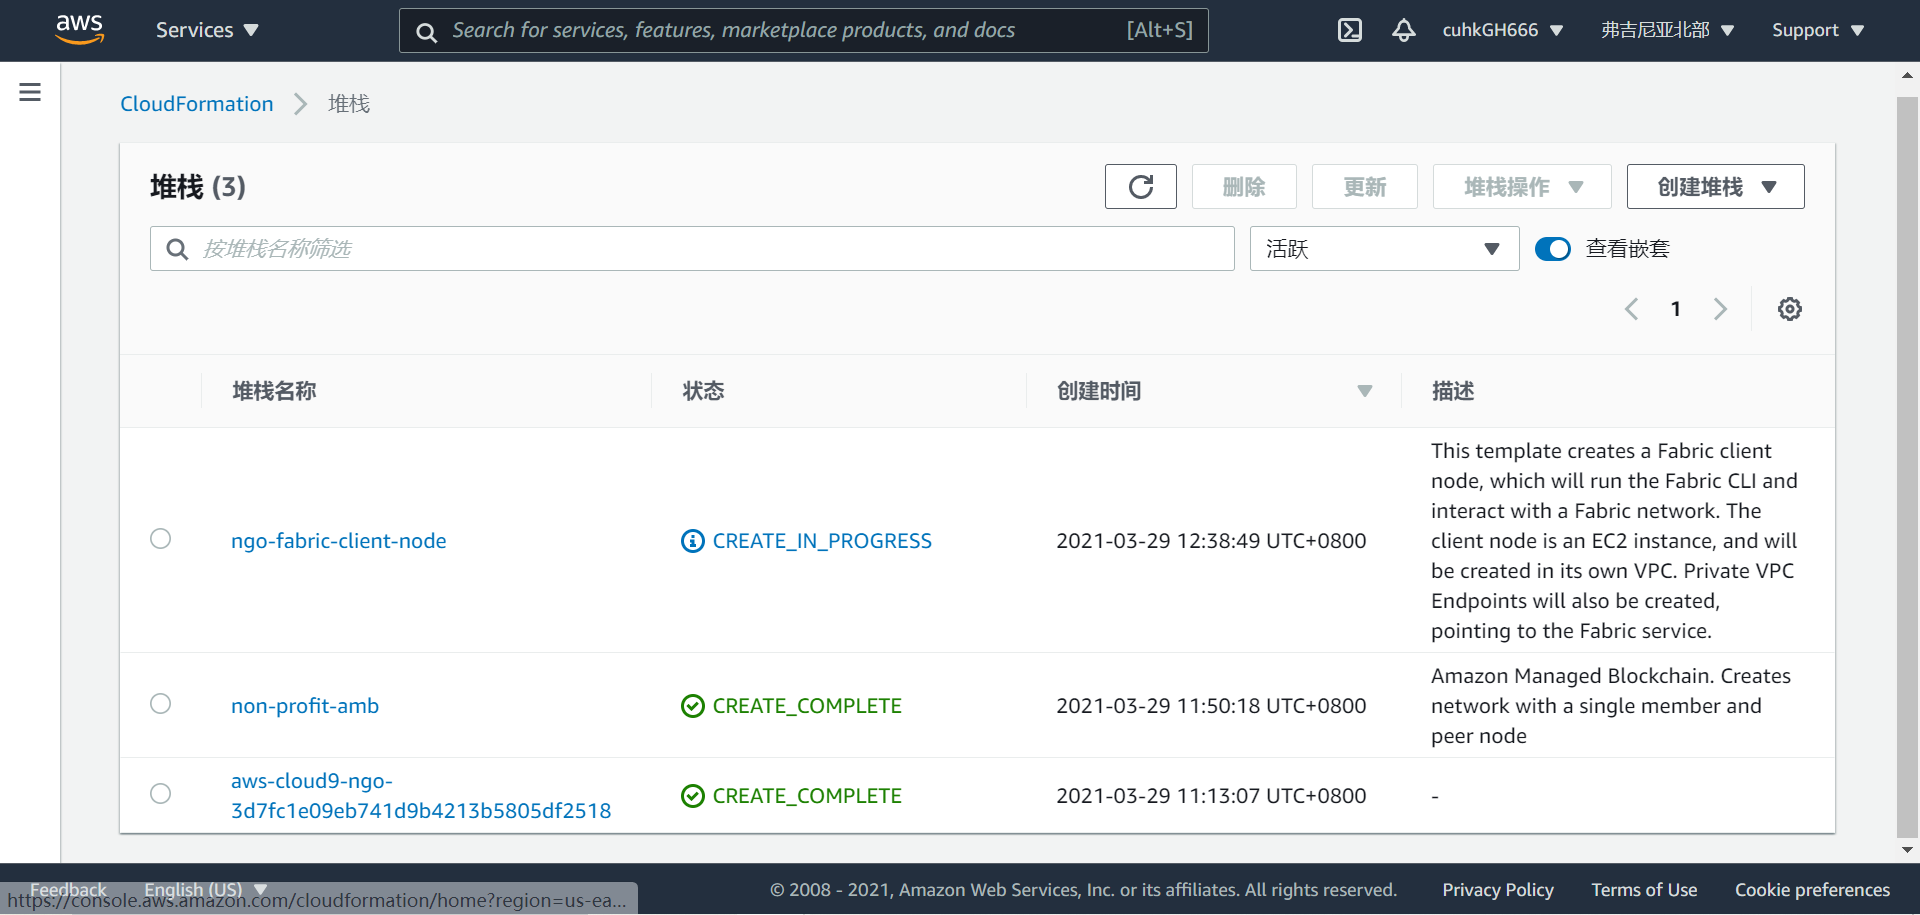 aws
Services
Search for services, features, marketplace products, and docs
[Alt+S]
cuhkGH666
弗吉尼亚北部
Support
CloudFormation
堆栈
堆栈 (3)
删除
更新
堆栈操作
创建堆栈
按堆栈名称筛选
活跃
查看嵌套
1
堆栈名称
状态
创建时间
描述
ngo-fabric-client-node
CREATE_IN_PROGRESS
2021-03-29 12:38:49 UTC+0800
This template creates a Fabric client
node, which will run the Fabric CLI and
interact with a Fabric network. The
client node is an EC2 instance, and will
be created in its own VPC. Private VPC
Endpoints will also be created,
pointing to the Fabric service.
non-profit-amb
CREATE_COMPLETE
2021-03-29 11:50:18 UTC+0800
Amazon Managed Blockchain. Creates
network with a single member and
peer node
aws-cloud9-ngo-
3d7fc1e09eb741d9b4213b5805df2518
CREATE_COMPLETE
2021-03-29 11:13:07 UTC+0800
-
Feedback
English (US)
© 2008 - 2021, Amazon Web Services, Inc. or its affiliates. All rights reserved.
Privacy Policy
Terms of Use
Cookie preferences
https://console.aws.amazon.com/cloudformation/home?region=us-ea...